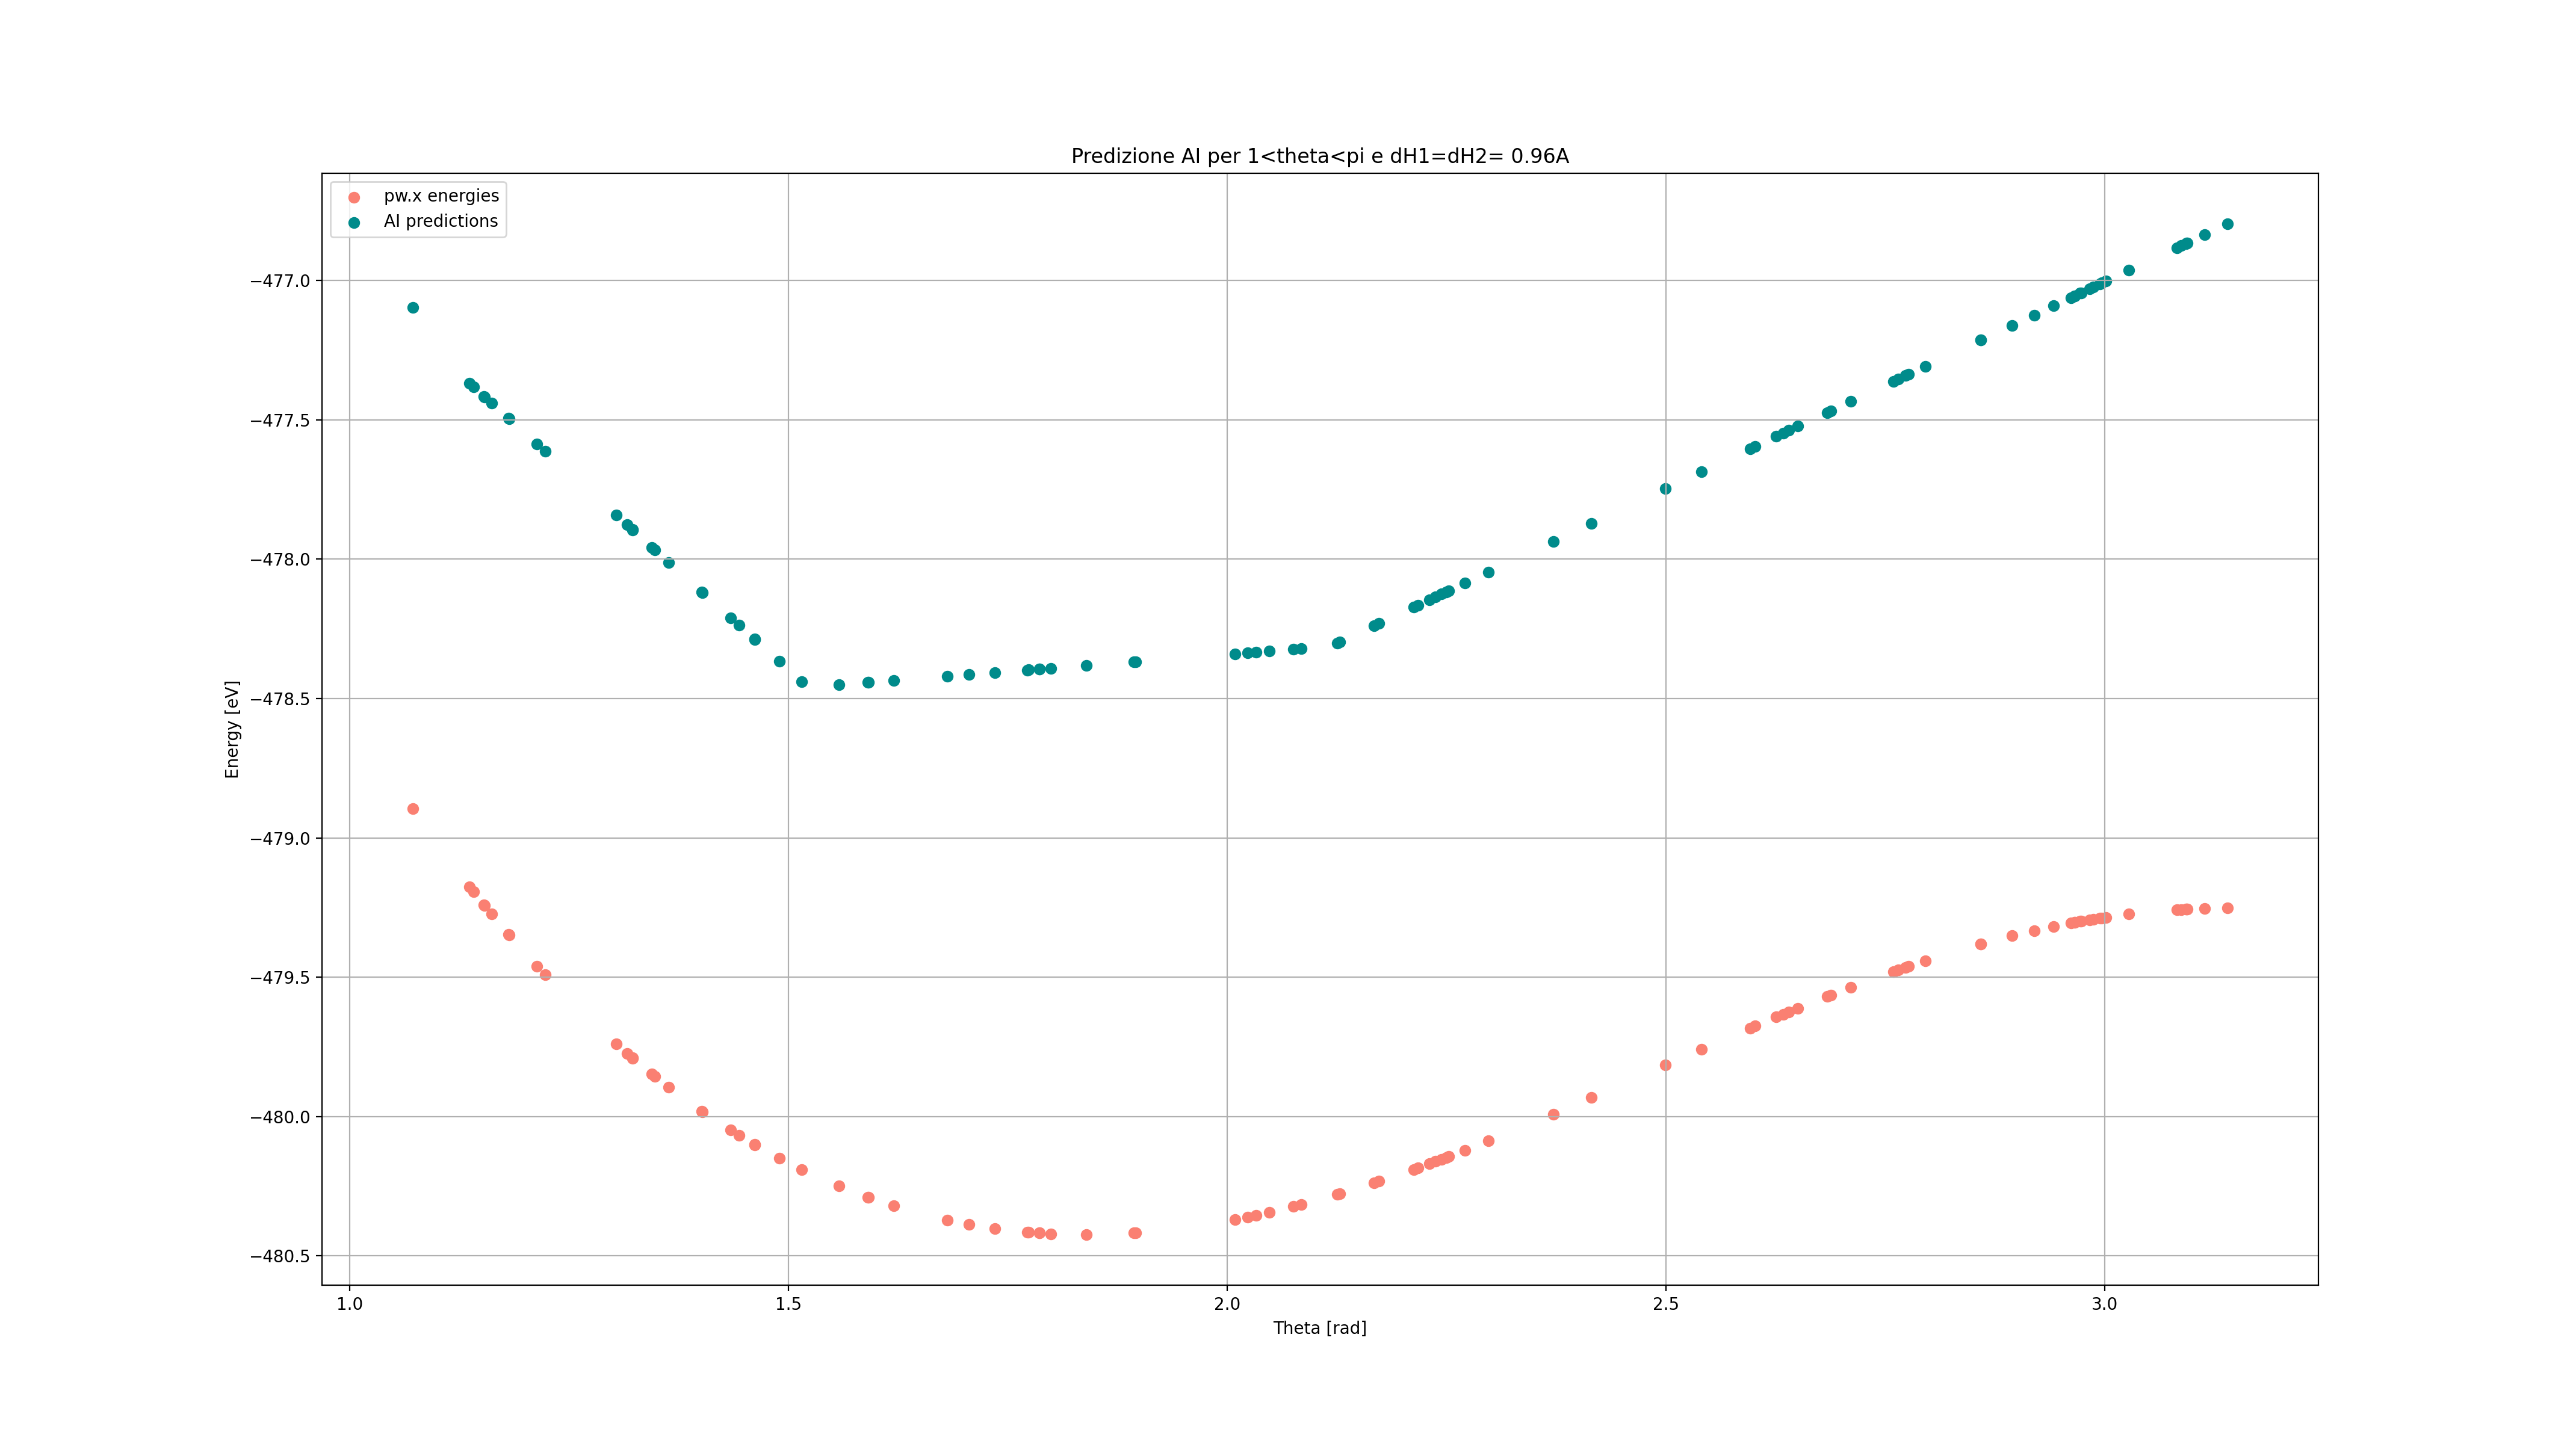 Predizione AI per 1<theta<pi e dH1=dH2= 0.96A
pw.x energies
AI predictions
−477.0
−477.5
−478.0
−478.5
−479.0
−479.5
−480.0
−480.5
Energy [eV]
1.0 1.5 2.0 2.5 3.0
Theta [rad]